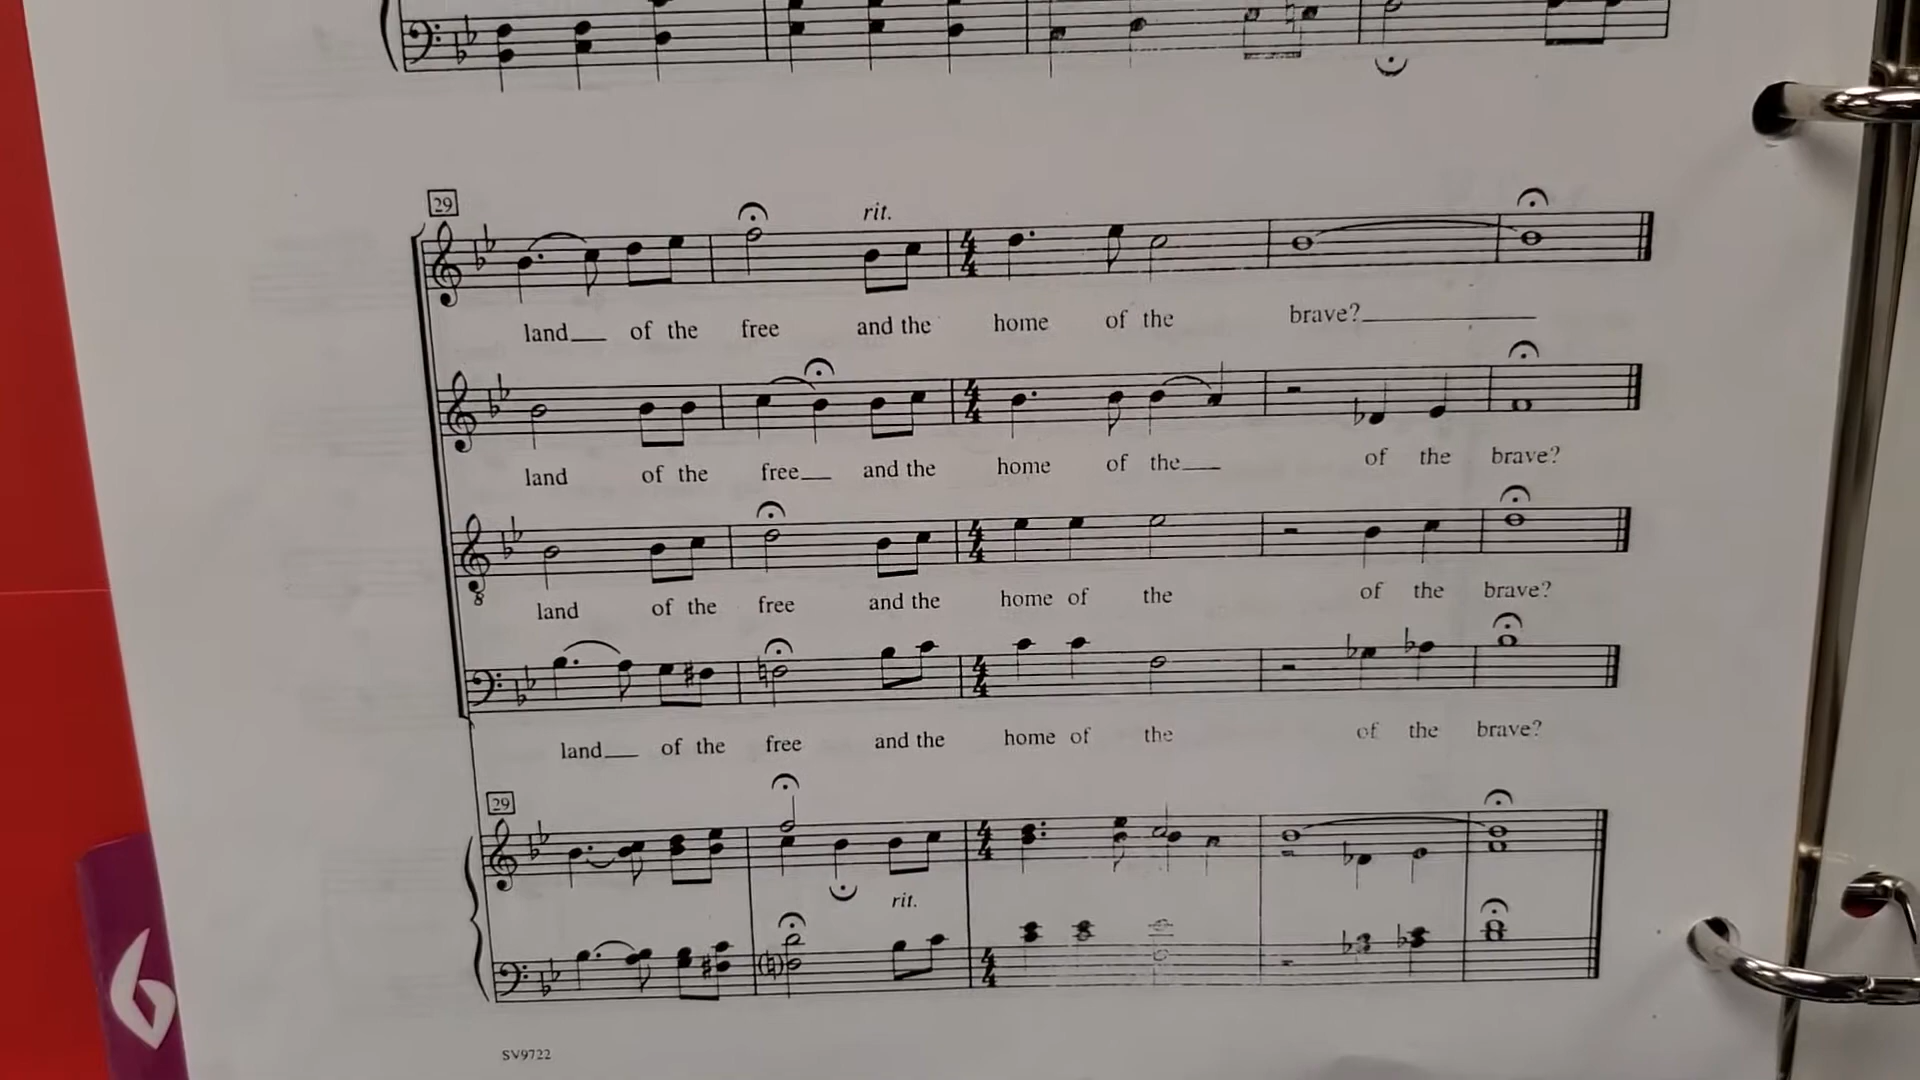 29
rit.
land of the free and the home of the brave?
land of the free and the home of the of the brave?
8
land of the free and the home of the of the brave?
land of the free and the home of the of the brave?
29
rit.
SV9722